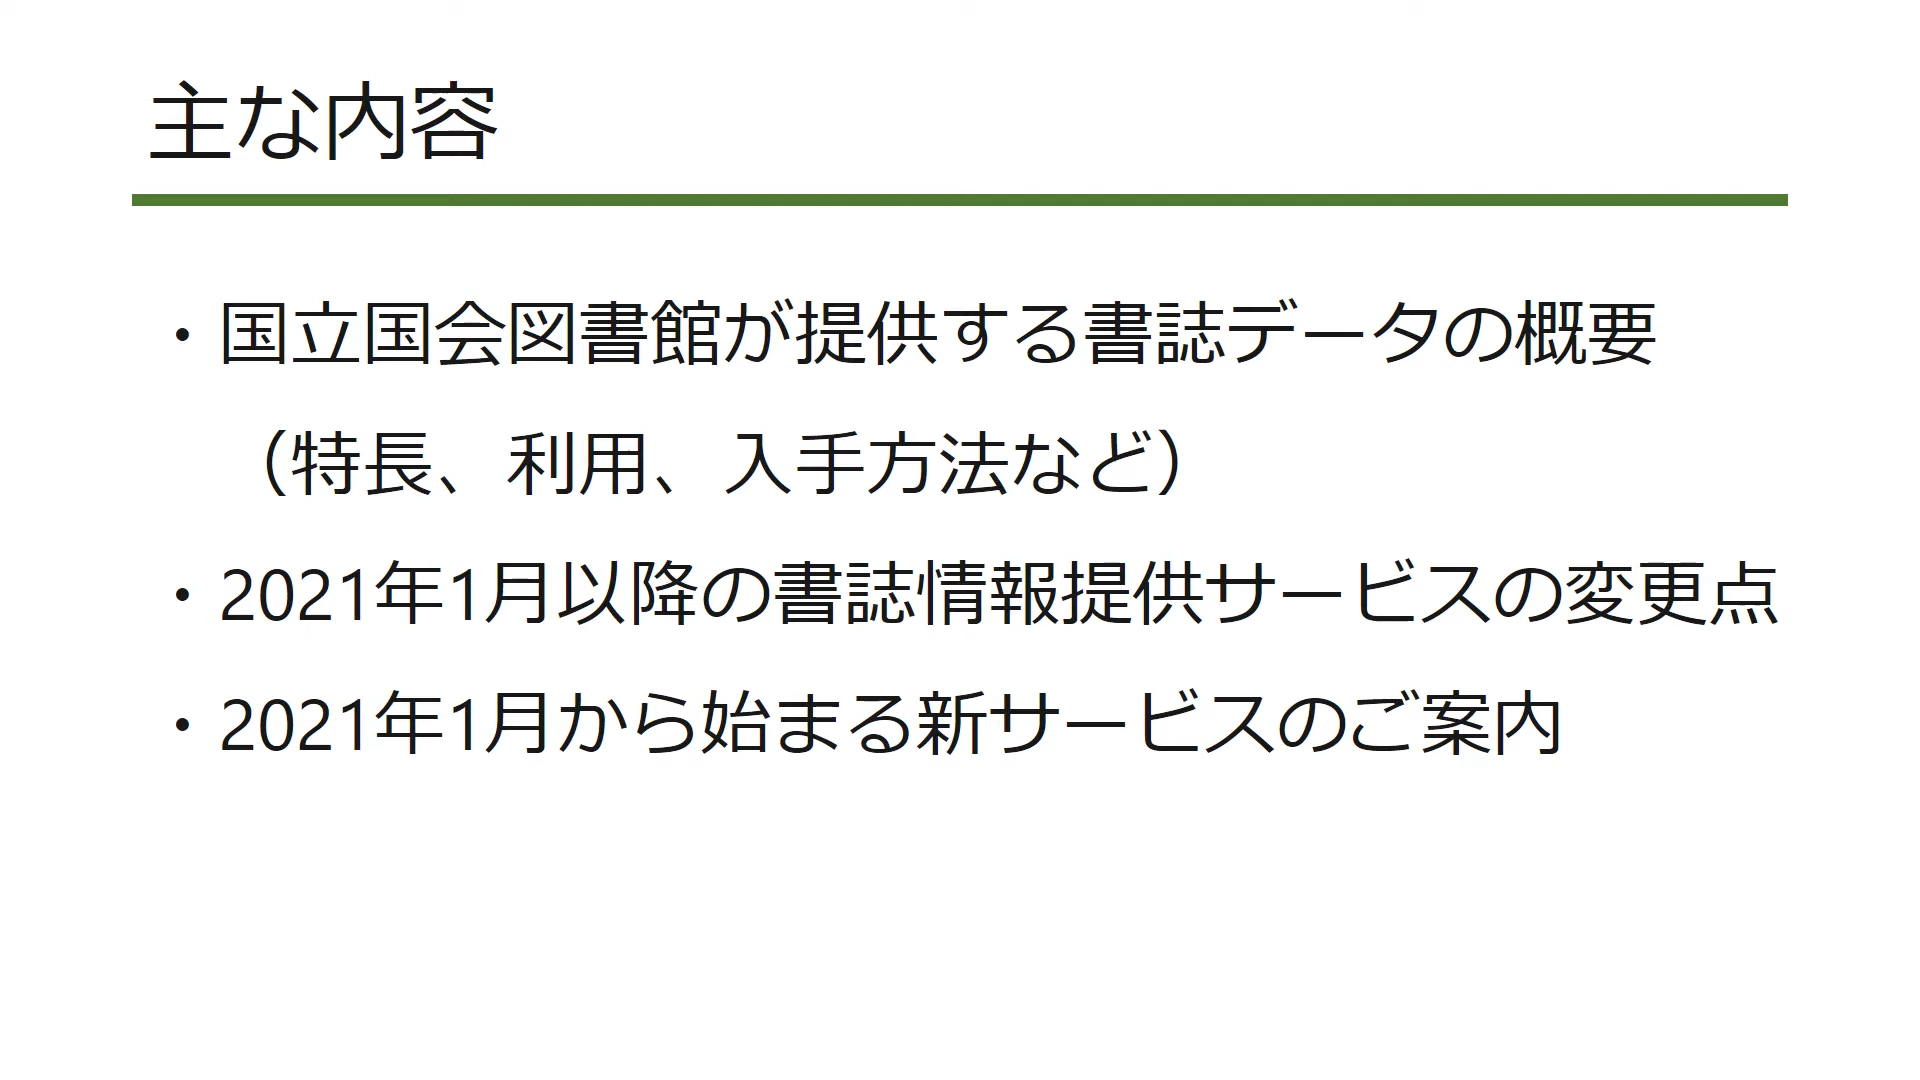 主な内容
・国立国会図書館が提供する書誌データの概要
（特長、利用、入手方法など）
・2021年1月以降の書誌情報提供サービスの変更点
・2021年1月から始まる新サービスのご案内